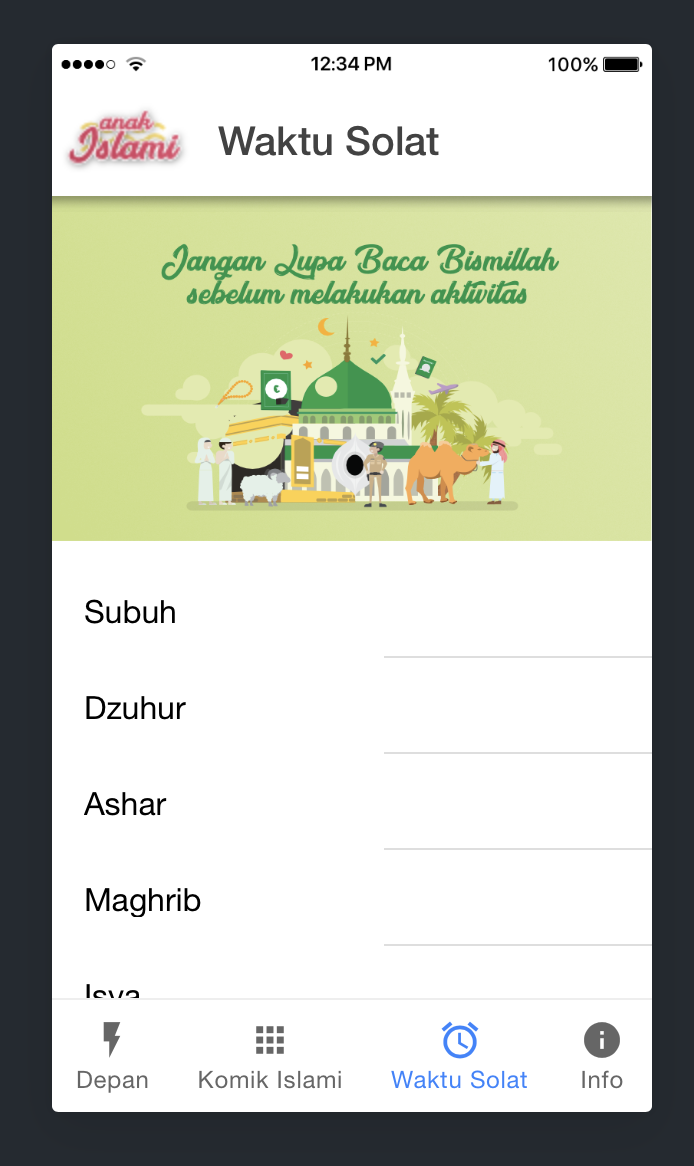 12:34 PM
100%
anak
Islami
Waktu Solat
Jangan Lupa Baca Bismillah
sebelum melakukan aktivitas
Subuh
Dzuhur
Ashar
Maghrib
Isya
Depan
Komik Islami
Waktu Solat
Info